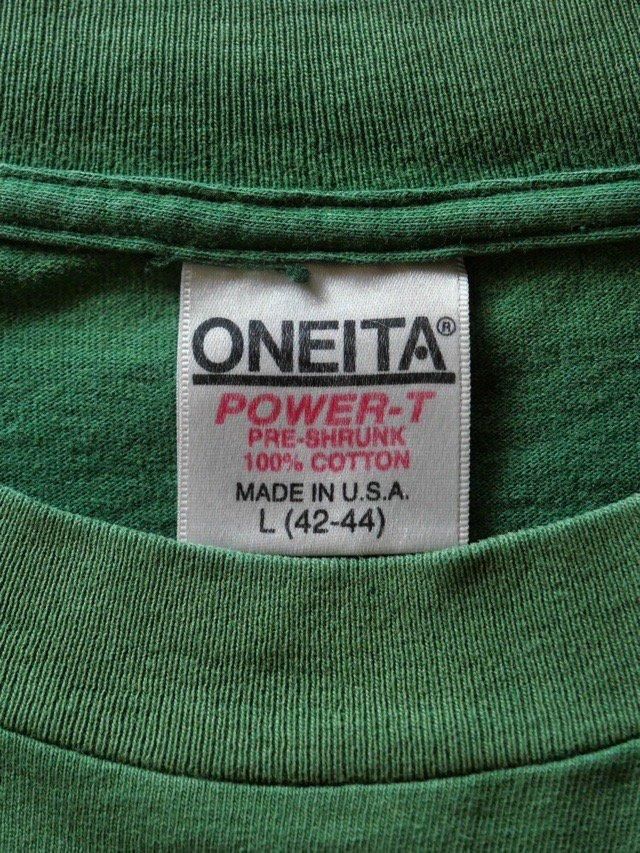 ONEITA®
POWER-T
PRE-SHRUNK
100% COTTON
MADE IN U.S.A.
L (42-44)